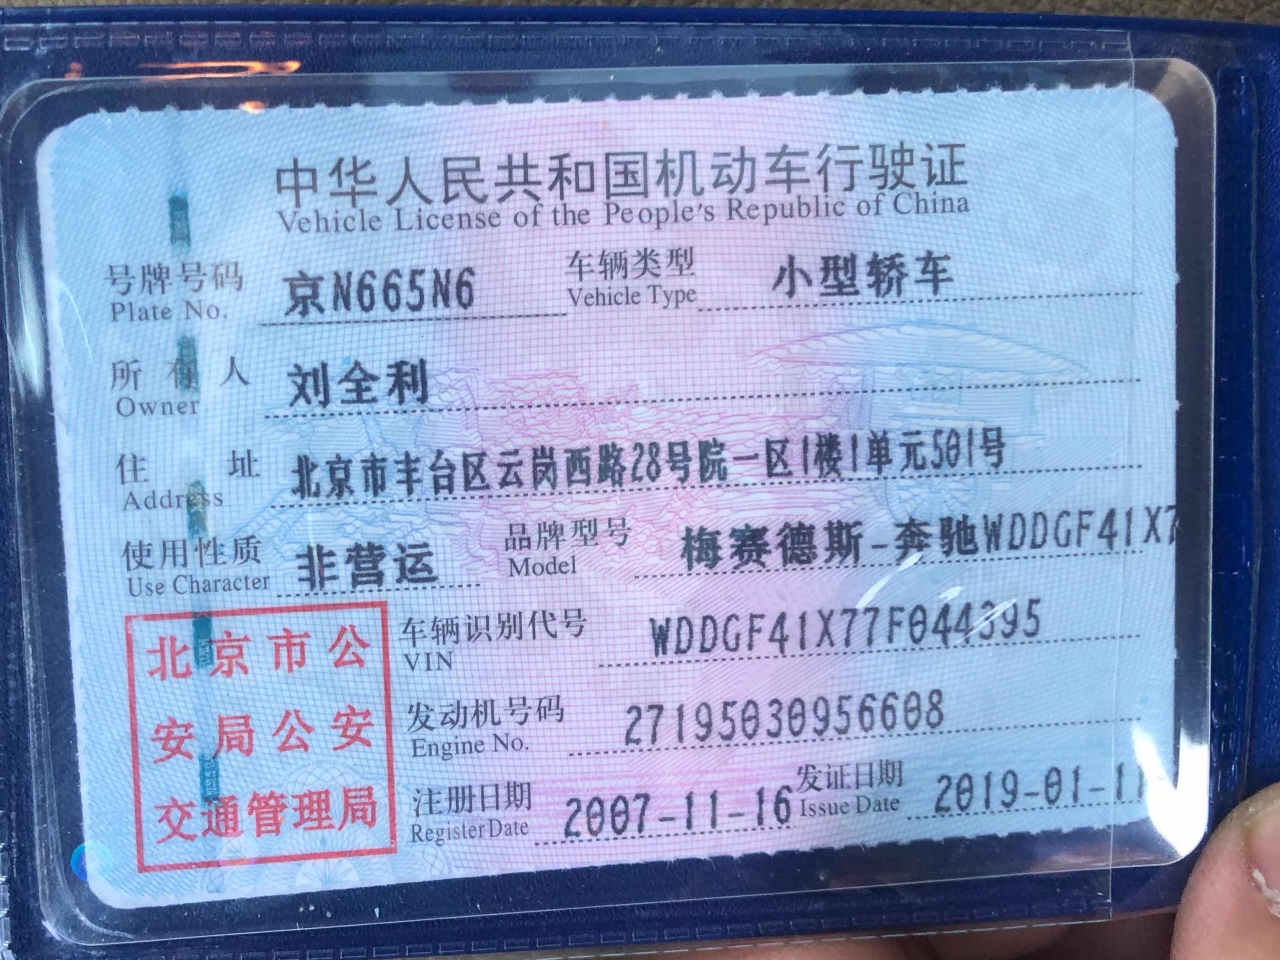 中华人民共和国机动车行驶证
Vehicle License of the People's Republic of China
号牌号码 京N665N6 车辆类型 小型轿车
Plate No. Vehicle Type
所有人 刘全利
Owner
住址 北京市丰台区云岗西路28号院一区1楼1单元501号
Address
使用性质 非营运 品牌型号 梅赛德斯-奔驰WDDGF41X7
Use Character Model
北京市公
安局公安
交通管理局
车辆识别代号 WDDGF41X77F044395
VIN
发动机号码 27195030956608
Engine No.
注册日期 2007-11-16 发证日期 2019-01-11
Register Date Issue Date